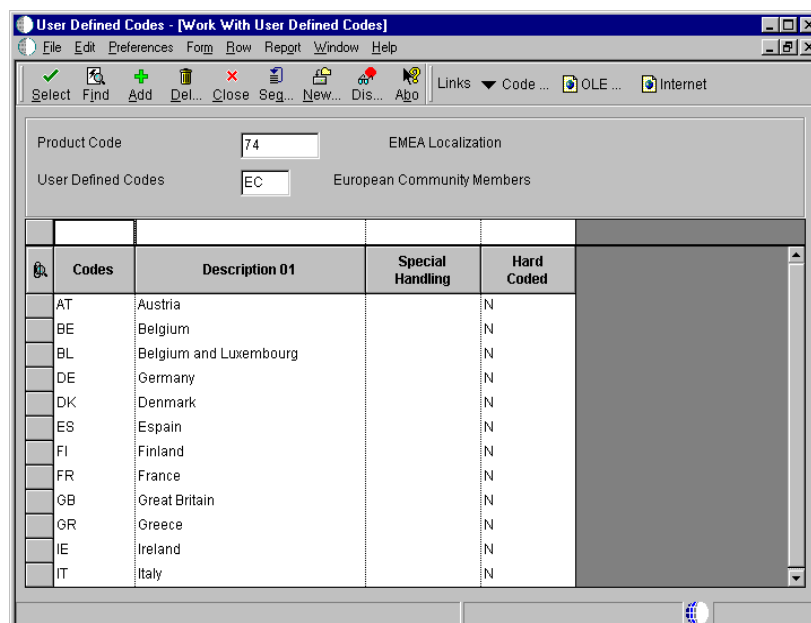 User Defined Codes - [Work With User Defined Codes]
File Edit Preferences Form Row Report Window Help
Select Find Add Del... Close Seq... New... Dis... Abo Links Code ... OLE ... Internet
Product Code 74 EMEA Localization
User Defined Codes EC European Community Members
Codes Description 01 Special Handling Hard Coded
AT Austria N
BE Belgium N
BL Belgium and Luxembourg N
DE Germany N
DK Denmark N
ES Espain N
FI Finland N
FR France N
GB Great Britain N
GR Greece N
IE Ireland N
IT Italy N